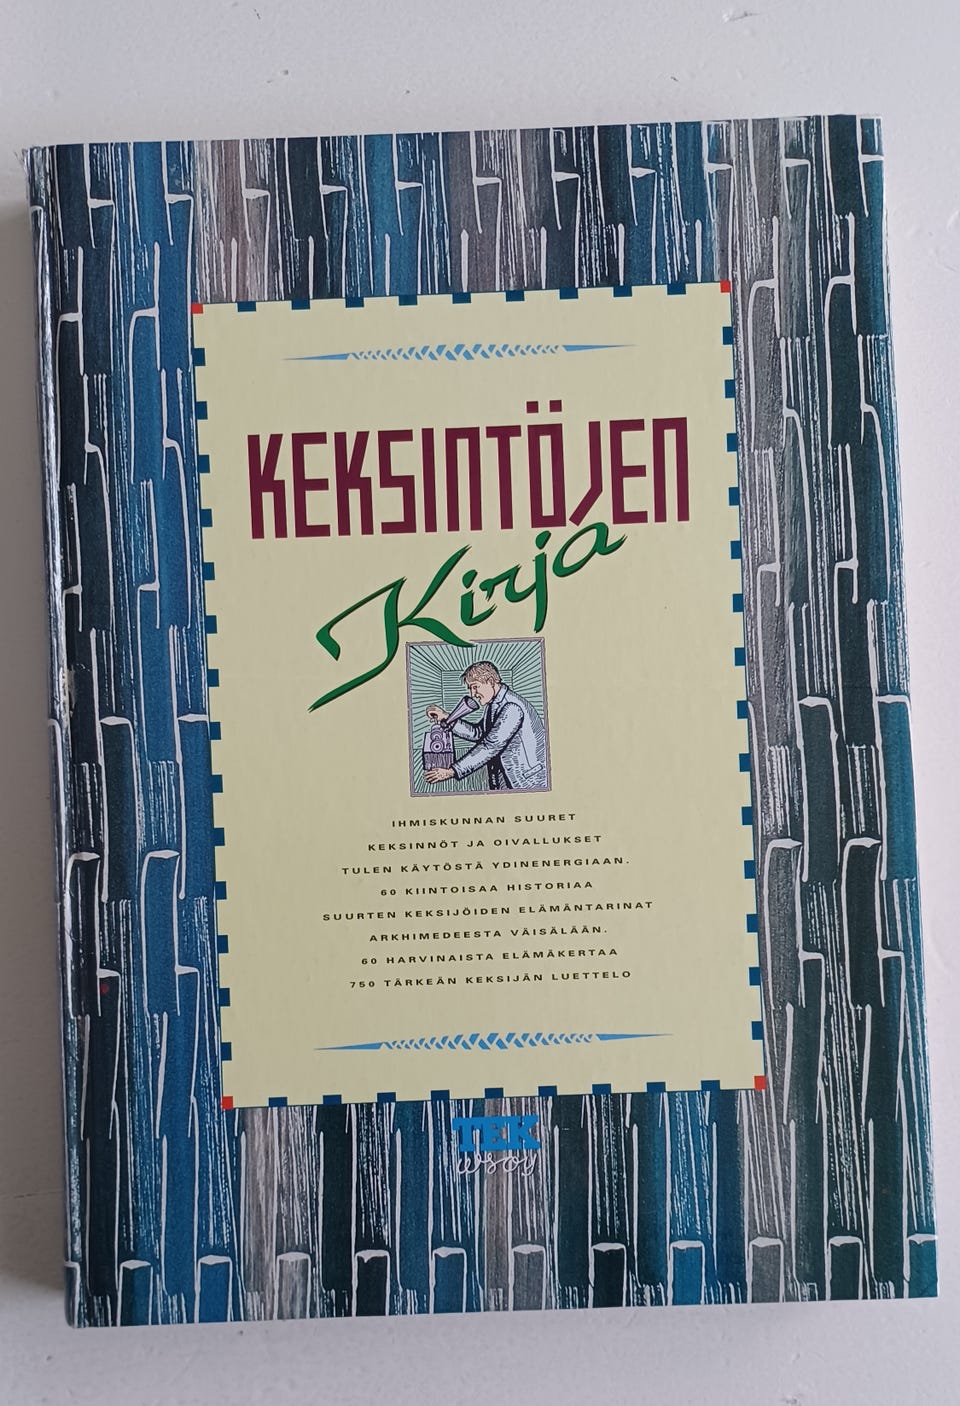 KEKSINTÖJEN
Kirja
IHMISKUNNAN SUURET
KEKSINNÖT JA OIVALLUKSET
TULEN KÄYTÖSTÄ YDINENERGIAAN.
60 KIINTOISAA HISTORIAA
SUURTEN KEKSIJÖIDEN ELÄMÄNTARINAT
ARKHIMEDEESTA VÄISÄLÄÄN.
60 HARVINAISTA ELÄMÄKERTAA
750 TÄRKEÄN KEKSIJÄN LUETTELO
TEK
wsoy